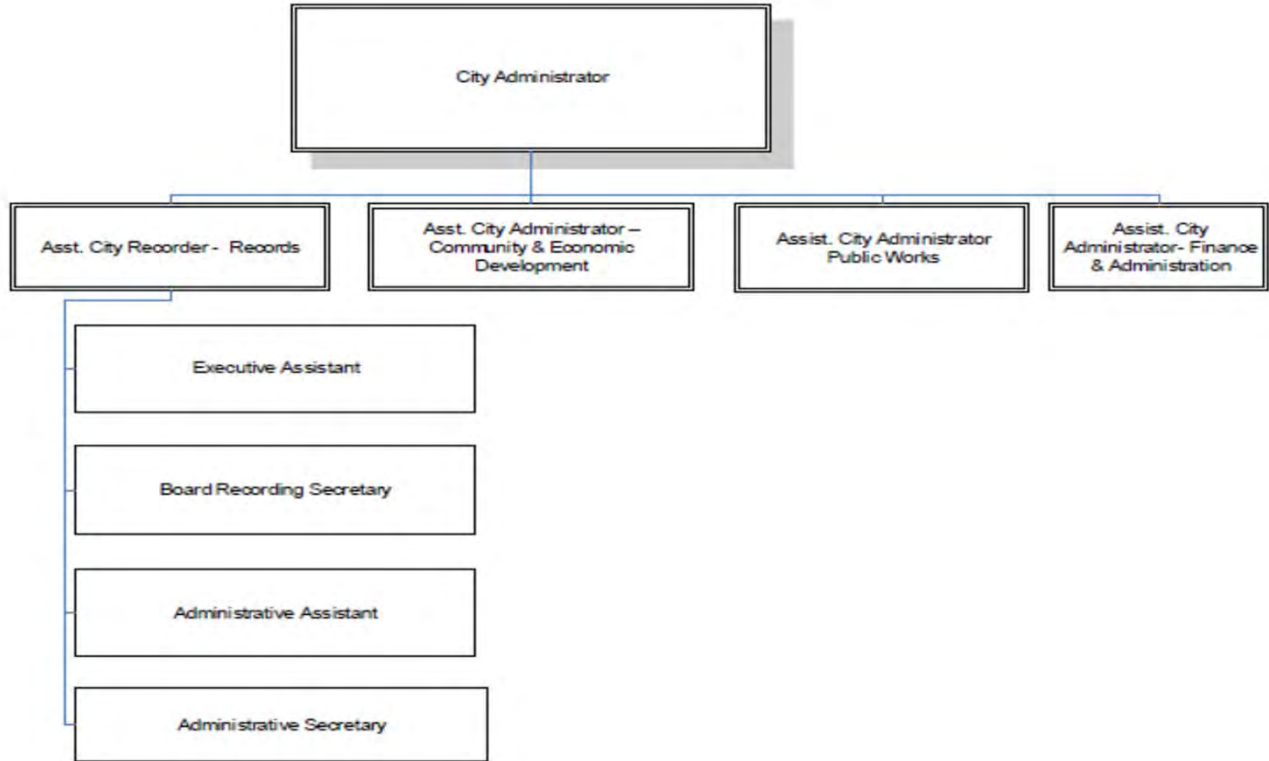 City Administrator
Asst. City Recorder - Records
Asst. City Administrator –
Community & Economic
Development
Assist. City Administrator
Public Works
Assist. City
Administrator- Finance
& Administration
Executive Assistant
Board Recording Secretary
Administrative Assistant
Administrative Secretary